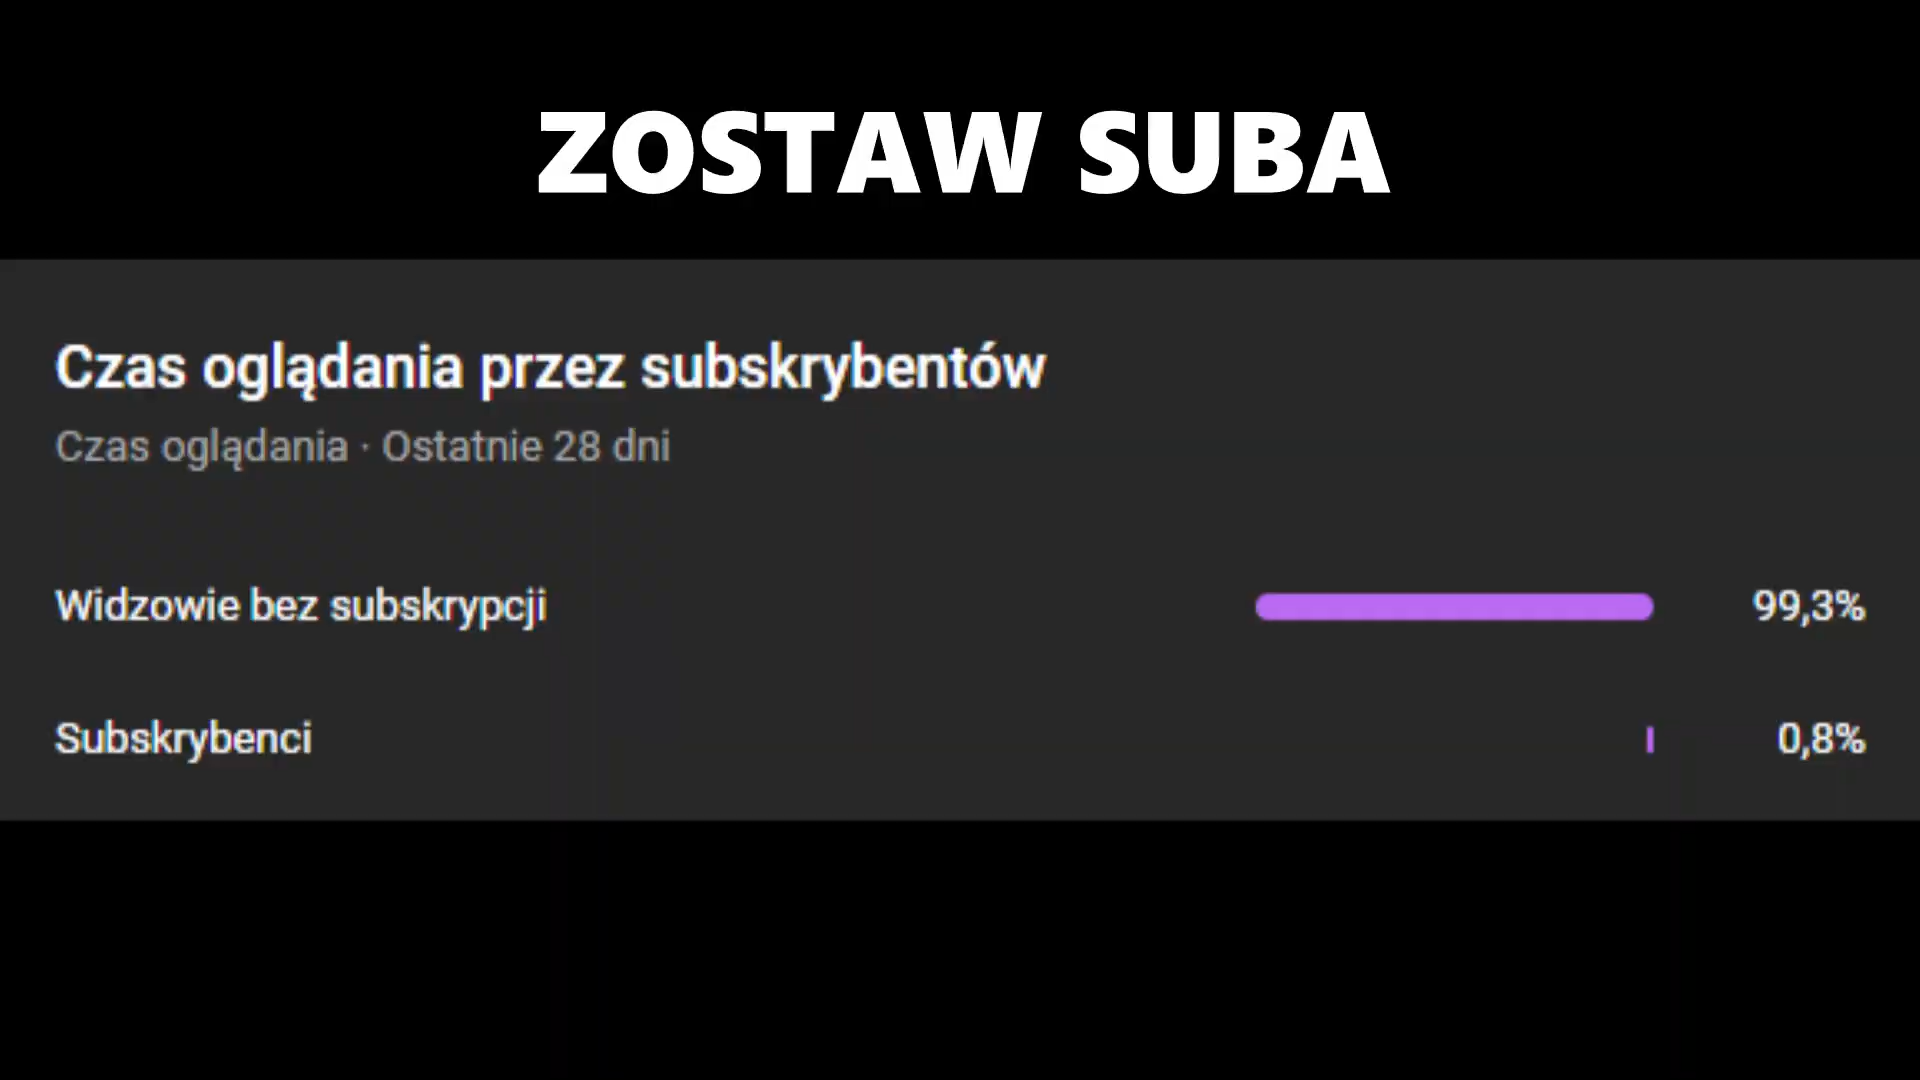 ZOSTAW SUBA
Czas oglądania przez subskrybentów
Czas oglądania · Ostatnie 28 dni
Widzowie bez subskrypcji 99,3%
Subskrybenci 0,8%